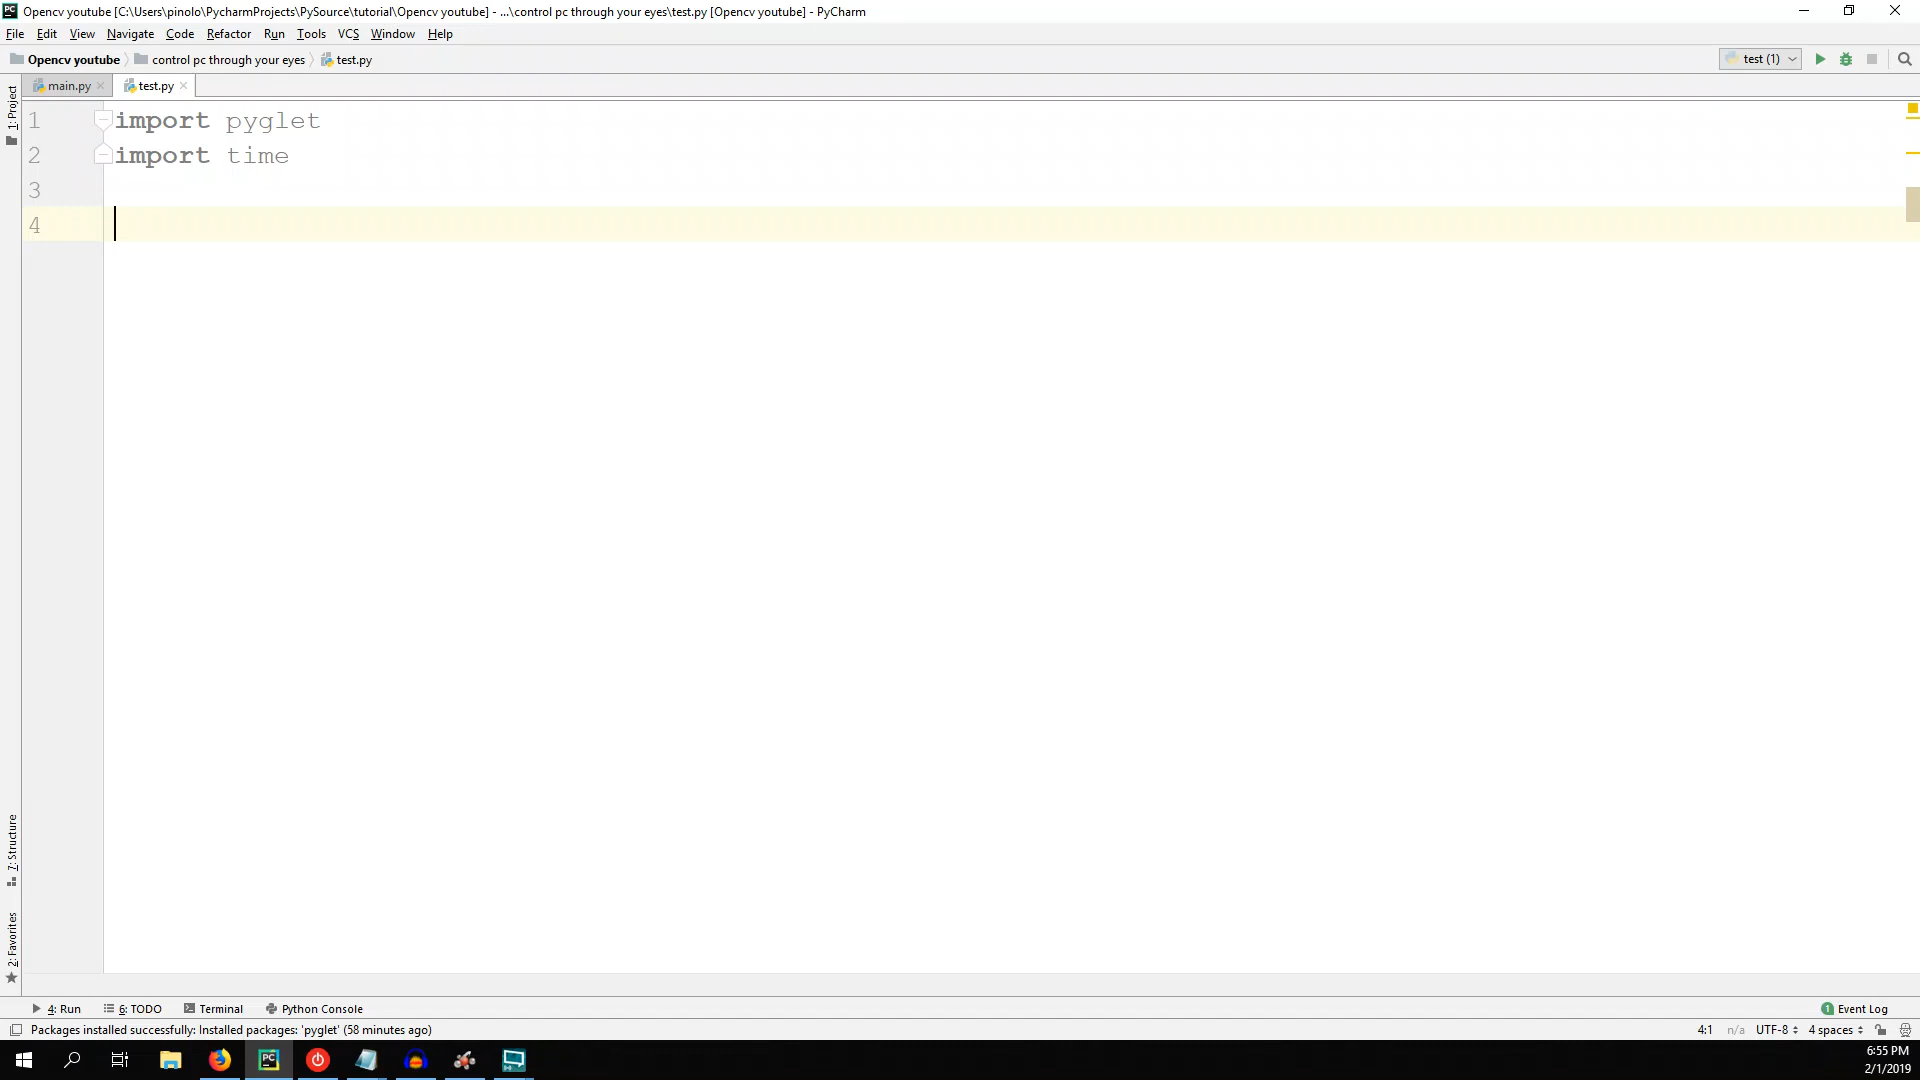 PC Opencv youtube [C:\Users\pinolo\PycharmProjects\PySource\tutorial\Opencv youtube] - ...\control pc through your eyes\test.py [Opencv youtube] - PyCharm
File Edit View Navigate Code Refactor Run Tools VCS Window Help
Opencv youtube control pc through your eyes test.py test (1)
main.py test.py
1: Project
1 import pyglet
2 import time
3
4
7: Structure
2: Favorites
4: Run 6: TODO Terminal Python Console 1 Event Log
Packages installed successfully: Installed packages: 'pyglet' (58 minutes ago) 4:1 n/a UTF-8 4 spaces
PC
6:55 PM
2/1/2019